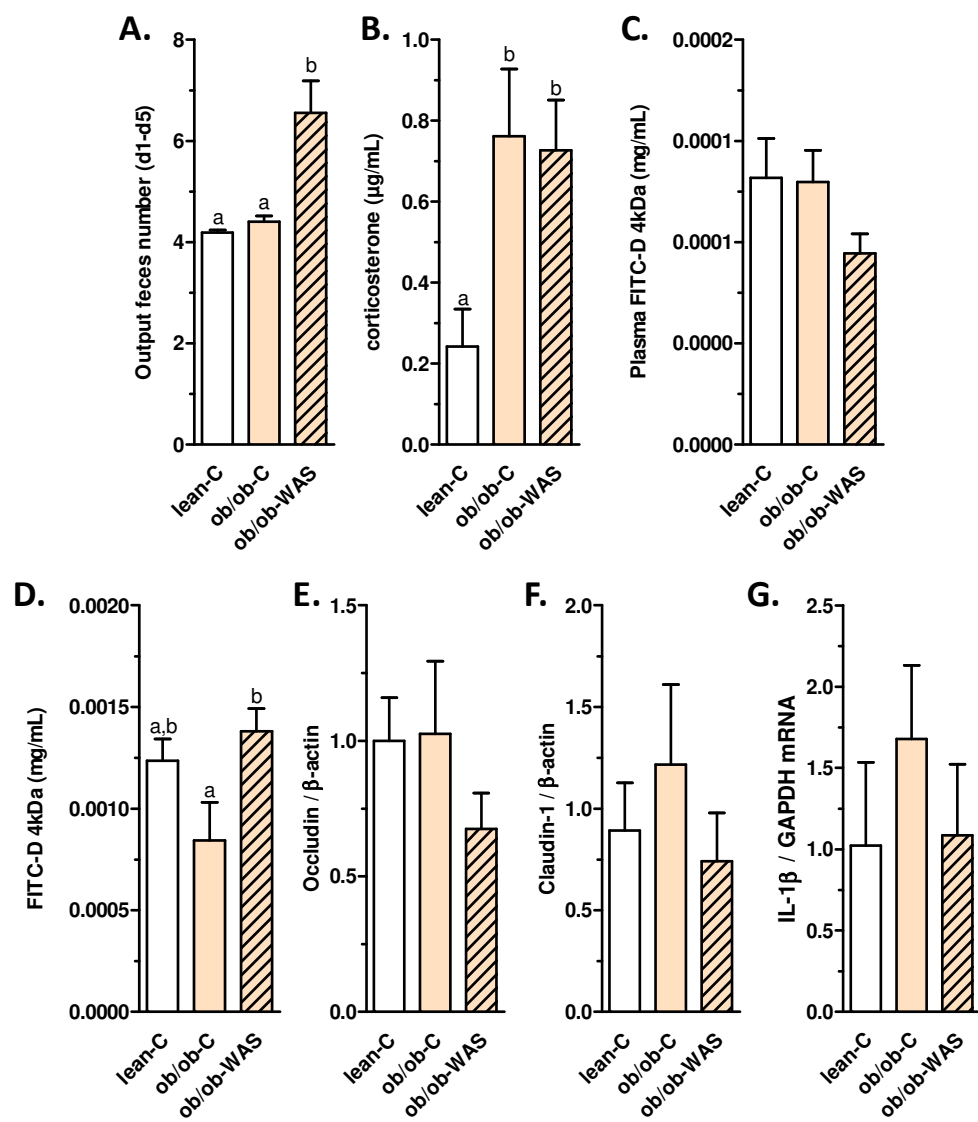 A.
Output feces number (d1-d5)
8
6
4
2
0
a
a
b
lean-C
ob/ob-C
ob/ob-WAS
B.
corticosterone (µg/mL)
1.0
0.8
0.6
0.4
0.2
0.0
a
b
b
lean-C
ob/ob-C
ob/ob-WAS
C.
Plasma FITC-D 4kDa (mg/mL)
0.0002
0.0001
0.0001
0.0000
0.0000
lean-C
ob/ob-C
ob/ob-WAS
D.
FITC-D 4kDa (mg/mL)
0.0020
0.0015
0.0010
0.0005
0.0000
a,b
a
b
lean-C
ob/ob-C
ob/ob-WAS
E.
Occludin / β-actin
1.5
1.0
0.5
0.0
lean-C
ob/ob-C
ob/ob-WAS
F.
Claudin-1 / β-actin
2.0
1.5
1.0
0.5
0.0
lean-C
ob/ob-C
ob/ob-WAS
G.
IL-1β / GAPDH mRNA
2.5
2.0
1.5
1.0
0.5
0.0
lean-C
ob/ob-C
ob/ob-WAS